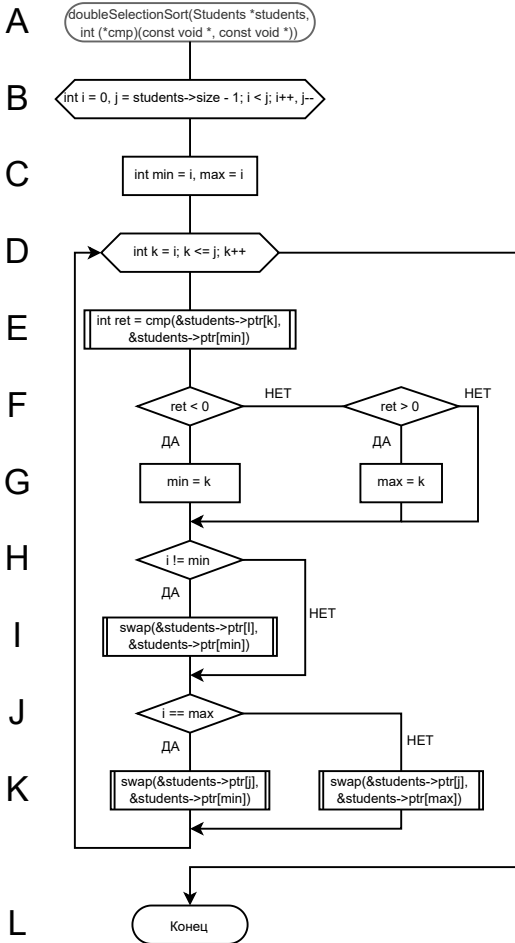 A
doubleSelectionSort(Students *students,
int (*cmp)(const void *, const void *))
B
int i = 0, j = students->size - 1; i < j; i++, j--
C
int min = i, max = i
D
int k = i; k <= j; k++
E
int ret = cmp(&students->ptr[k],
&students->ptr[min])
F
ret < 0
НЕТ
ret > 0
НЕТ
ДА
ДА
G
min = k
max = k
H
i != min
ДА
НЕТ
I
swap(&students->ptr[I],
&students->ptr[min])
J
i == max
ДА
НЕТ
K
swap(&students->ptr[j],
&students->ptr[min])
swap(&students->ptr[j],
&students->ptr[max])
L
Конец